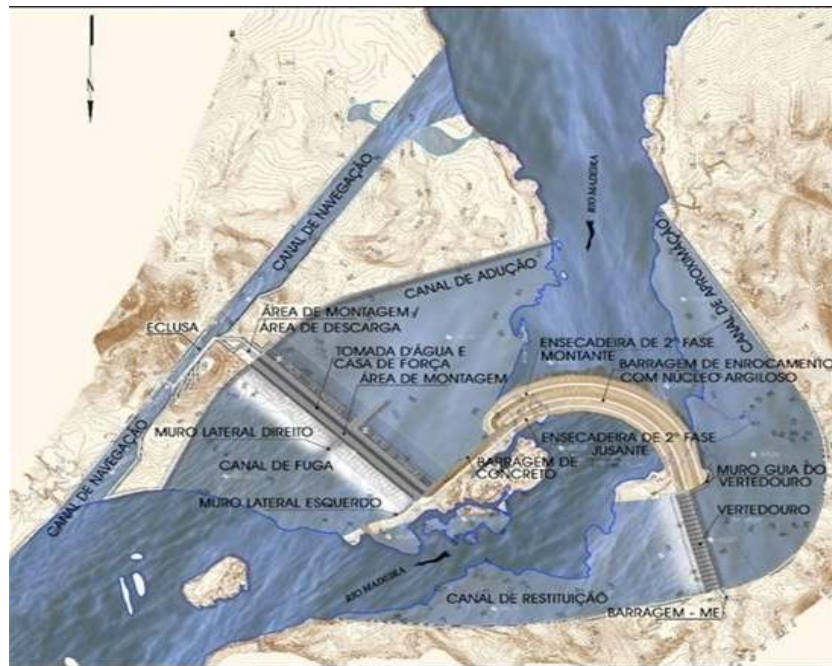 N
RIO MADEIRA
CANAL DE NAVEGAÇÃO
CANAL DE APROXIMAÇÃO
CANAL DE ADUÇÃO
ÁREA DE MONTAGEM /
ÁREA DE DESCARGA
ECLUSA
TOMADA D'ÁGUA E
CASA DE FORÇA
ÁREA DE MONTAGEM
ENSECADEIRA DE 2ª FASE
MONTANTE
BARRAGEM DE ENROCAMENTO
COM NÚCLEO ARGILOSO
MURO LATERAL DIREITO
CANAL DE FUGA
ENSECADEIRA DE 2ª FASE
JUSANTE
BARRAGEM DE
CONCRETO
MURO GUIA DO
VERTEDOURO
CANAL DE NAVEGAÇÃO
MURO LATERAL ESQUERDO
VERTEDOURO
RIO MADEIRA
CANAL DE RESTITUIÇÃO
BARRAGEM - ME